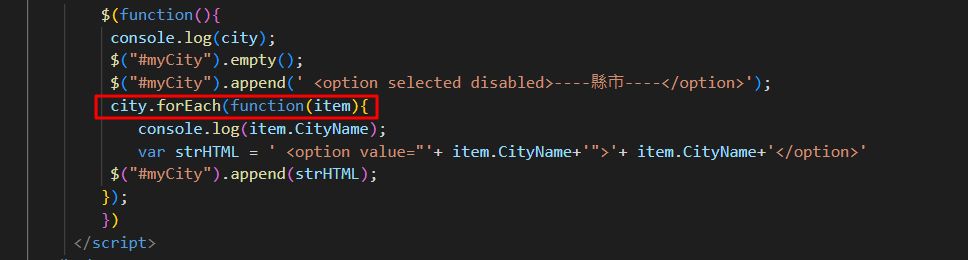 $(function(){
console.log(city);
$("#myCity").empty();
$("#myCity").append(' <option selected disabled>----縣市----</option>');
city.forEach(function(item){
console.log(item.CityName);
var strHTML = ' <option value="'+ item.CityName+'">'+ item.CityName+'</option>'
$("#myCity").append(strHTML);
});
})
</script>